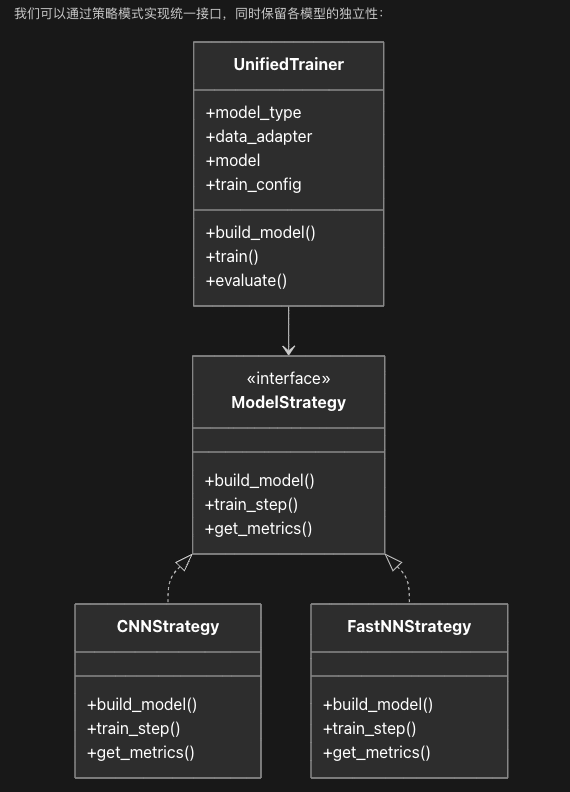 我们可以通过策略模式实现统一接口，同时保留各模型的独立性：
UnifiedTrainer
+model_type
+data_adapter
+model
+train_config
+build_model()
+train()
+evaluate()
«interface»
ModelStrategy
+build_model()
+train_step()
+get_metrics()
CNNStrategy
+build_model()
+train_step()
+get_metrics()
FastNNStrategy
+build_model()
+train_step()
+get_metrics()